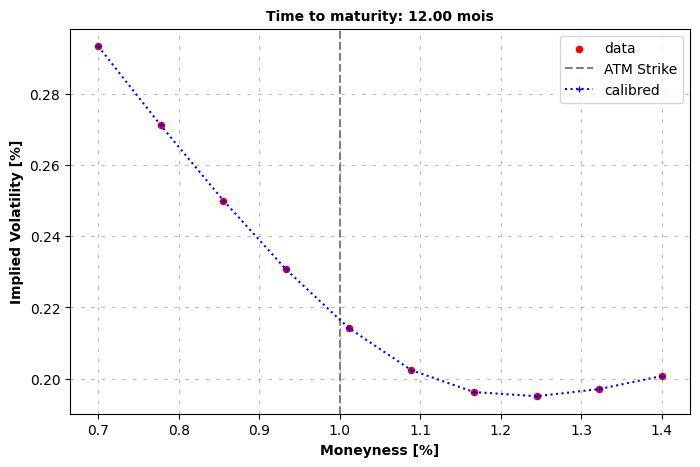 Time to maturity: 12.00 mois
data
ATM Strike
calibred
Implied Volatility [%]
0.28
0.26
0.24
0.22
0.20
0.7 0.8 0.9 1.0 1.1 1.2 1.3 1.4
Moneyness [%]